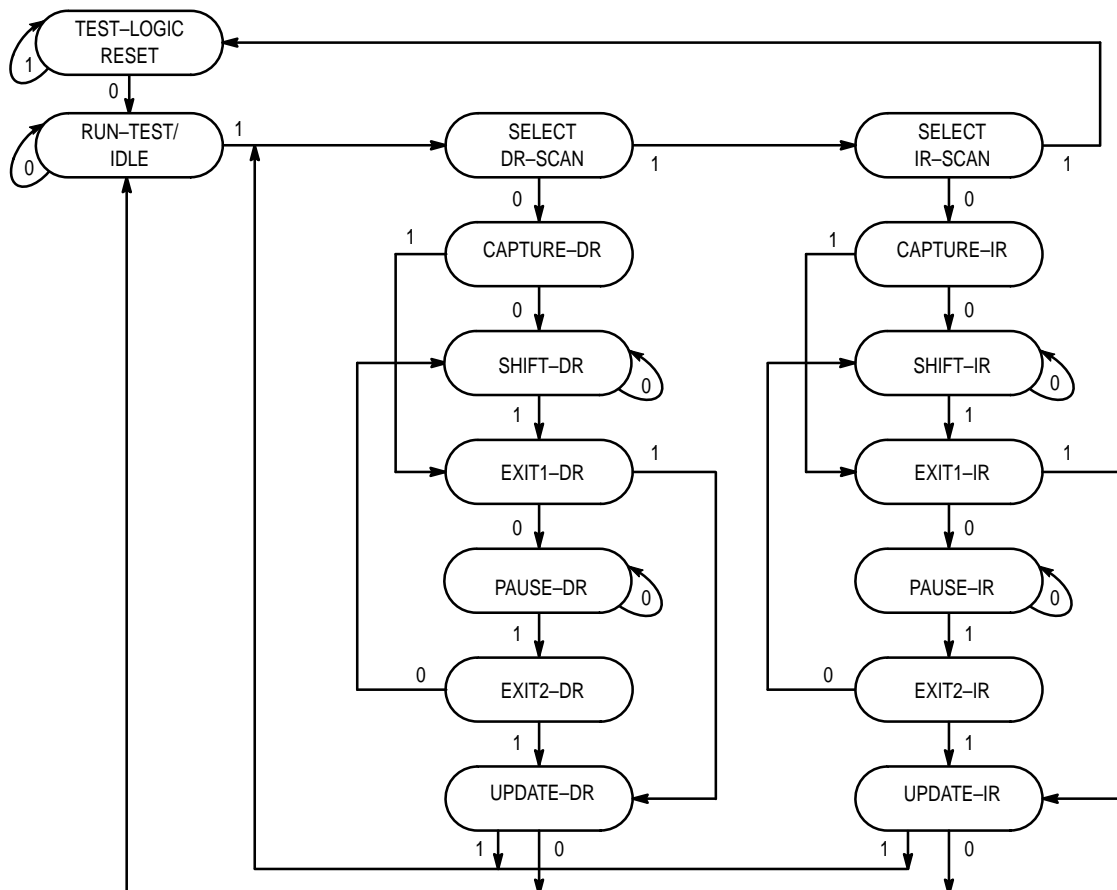 TEST–LOGIC
RESET
1
0
RUN–TEST/
IDLE
0
1
SELECT
DR–SCAN
1
SELECT
IR–SCAN
1
0
0
1
CAPTURE–DR
1
CAPTURE–IR
0
0
SHIFT–DR
0
SHIFT–IR
0
1
1
EXIT1–DR
1
EXIT1–IR
1
0
0
PAUSE–DR
0
PAUSE–IR
0
1
1
0
EXIT2–DR
0
EXIT2–IR
1
1
UPDATE–DR
UPDATE–IR
1
0
1
0